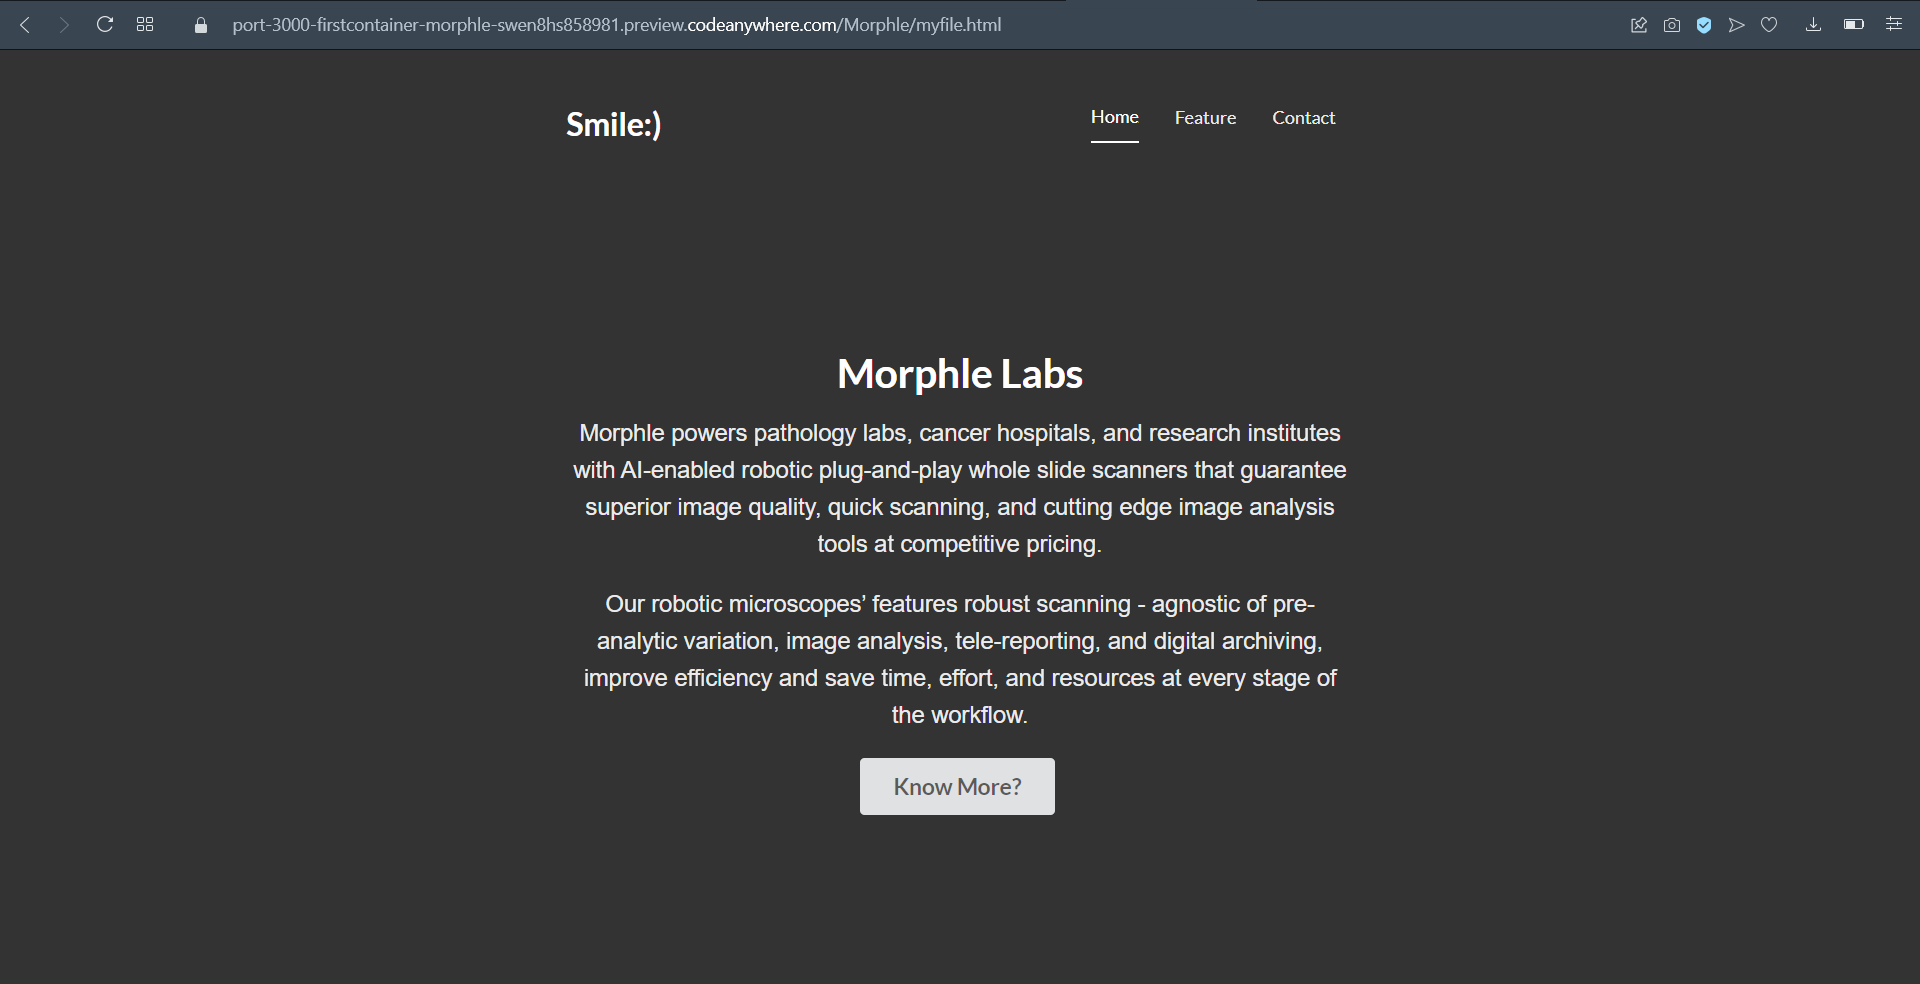 port-3000-firstcontainer-morphle-swen8hs858981.preview.codeanywhere.com/Morphle/myfile.html
Smile:)
Home Feature Contact
Morphle Labs
Morphle powers pathology labs, cancer hospitals, and research institutes
with AI-enabled robotic plug-and-play whole slide scanners that guarantee
superior image quality, quick scanning, and cutting edge image analysis
tools at competitive pricing.
Our robotic microscopes’ features robust scanning - agnostic of pre-
analytic variation, image analysis, tele-reporting, and digital archiving,
improve efficiency and save time, effort, and resources at every stage of
the workflow.
Know More?